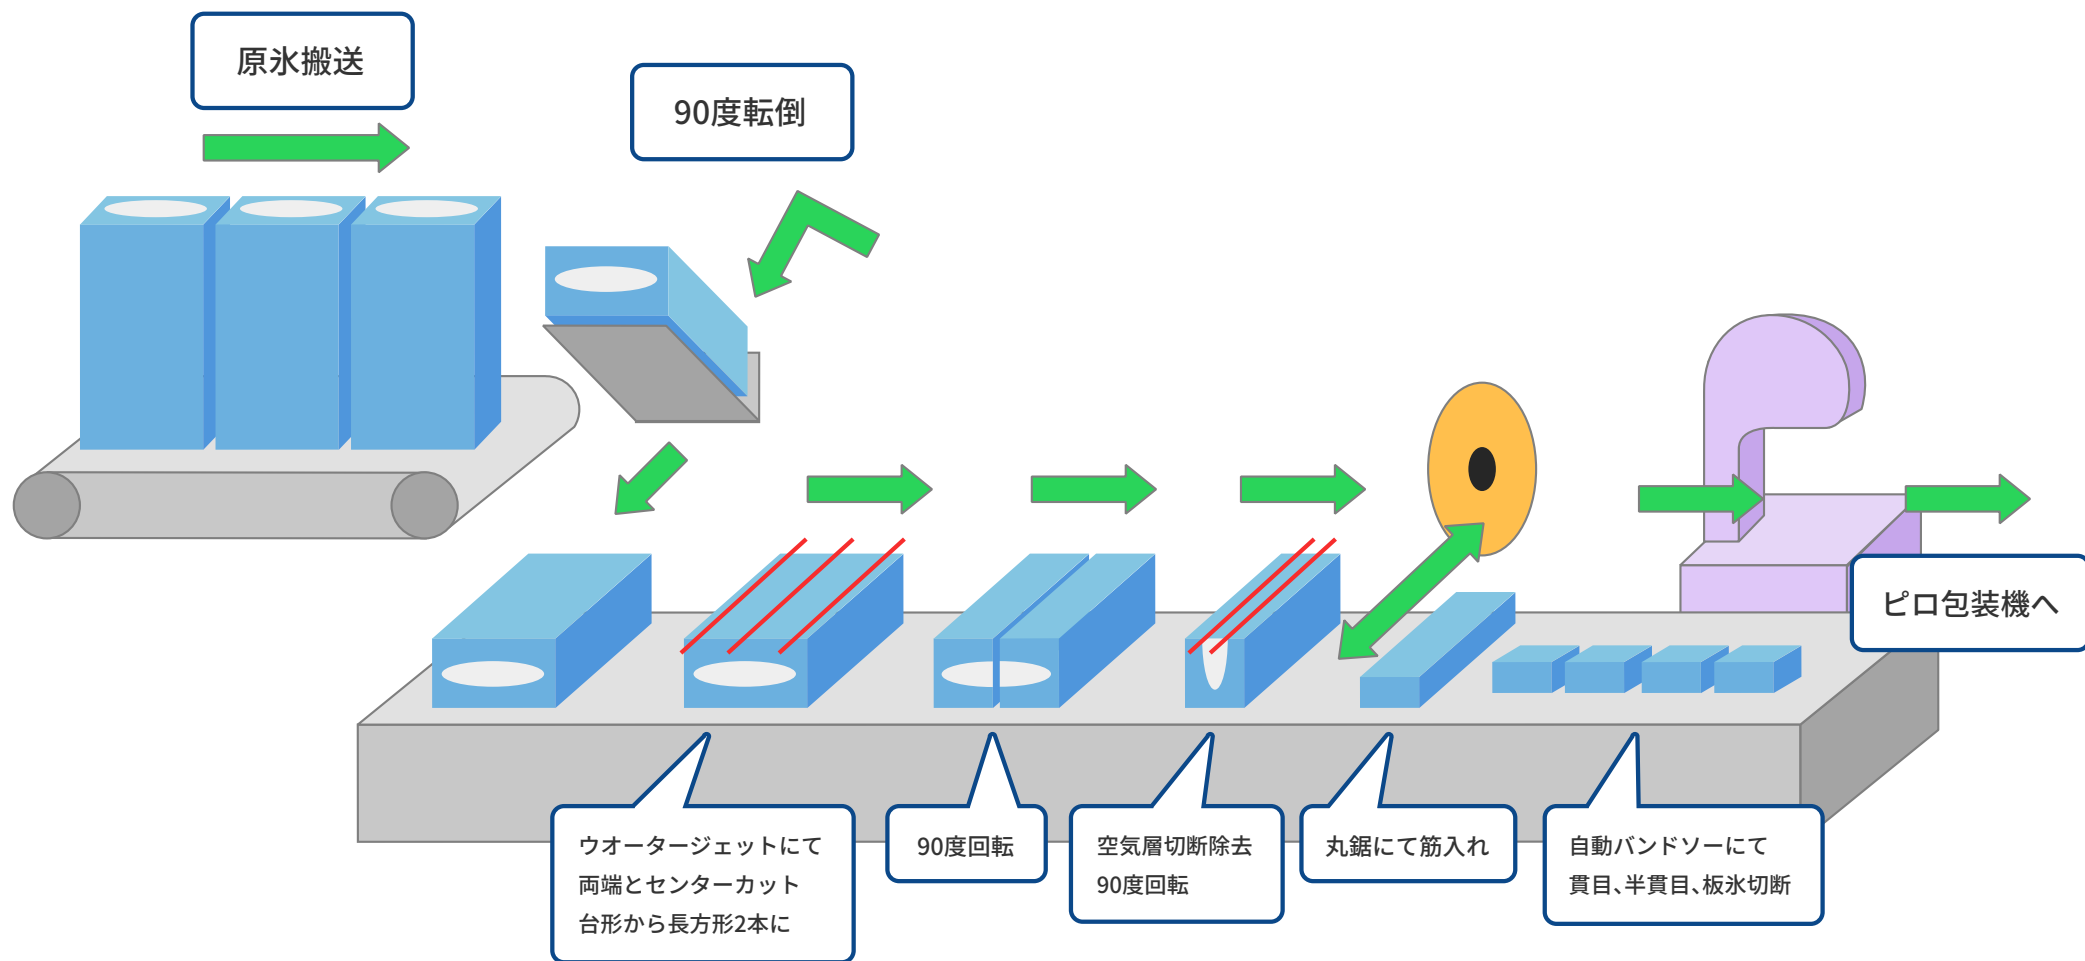 原氷搬送
90度転倒
ピロ包装機へ
ウオータージェットにて
両端とセンターカット
台形から長方形2本に
90度回転
空気層切断除去
90度回転
丸鋸にて筋入れ
自動バンドソーにて
貫目、半貫目、板氷切断